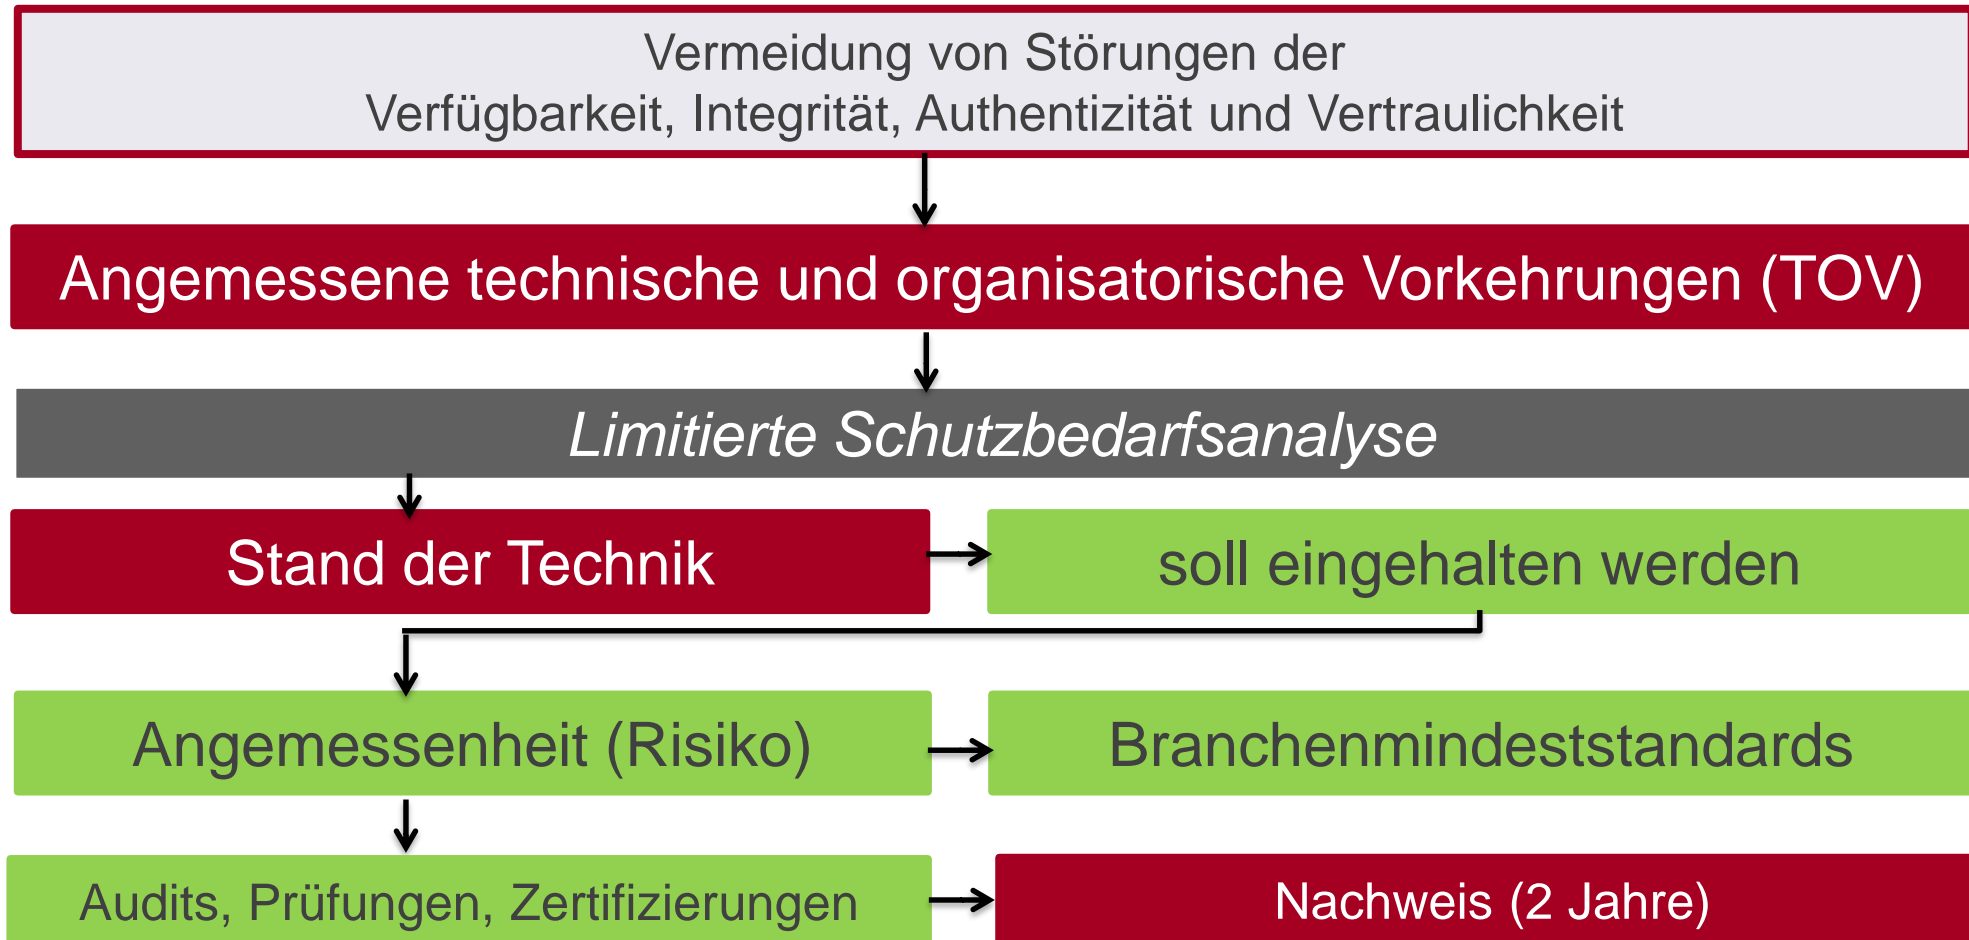 Vermeidung von Störungen der
Verfügbarkeit, Integrität, Authentizität und Vertraulichkeit
Angemessene technische und organisatorische Vorkehrungen (TOV)
Limitierte Schutzbedarfsanalyse
Stand der Technik
soll eingehalten werden
Angemessenheit (Risiko)
Branchenmindeststandards
Audits, Prüfungen, Zertifizierungen
Nachweis (2 Jahre)